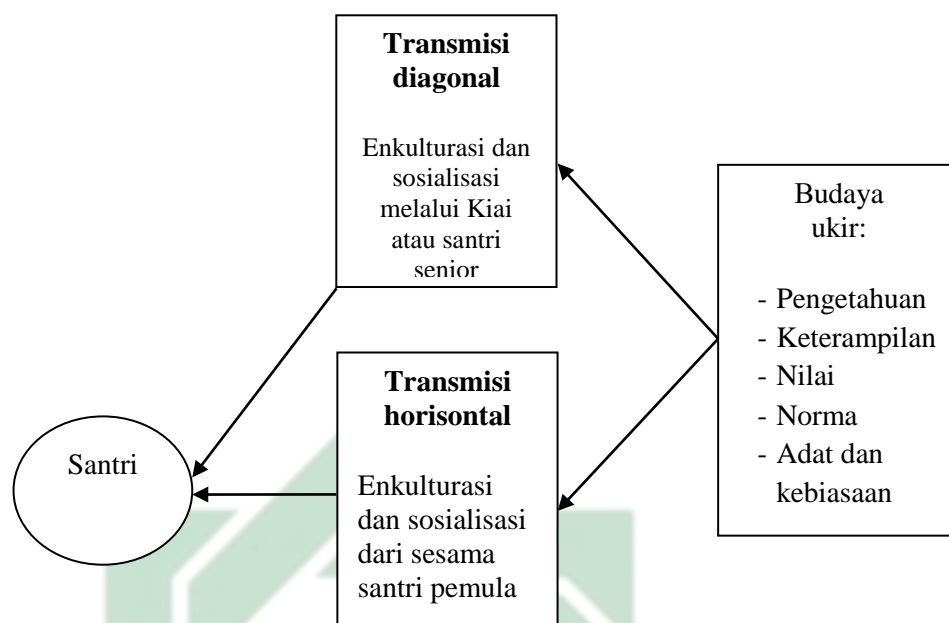 Transmisi
diagonal
Enkulturasi dan
sosialisasi
melalui Kiai
atau santri
senior
Budaya
ukir:
- Pengetahuan
- Keterampilan
- Nilai
- Norma
- Adat dan
kebiasaan
Transmisi
horisontal
Enkulturasi
dan sosialisasi
dari sesama
santri pemula
Santri